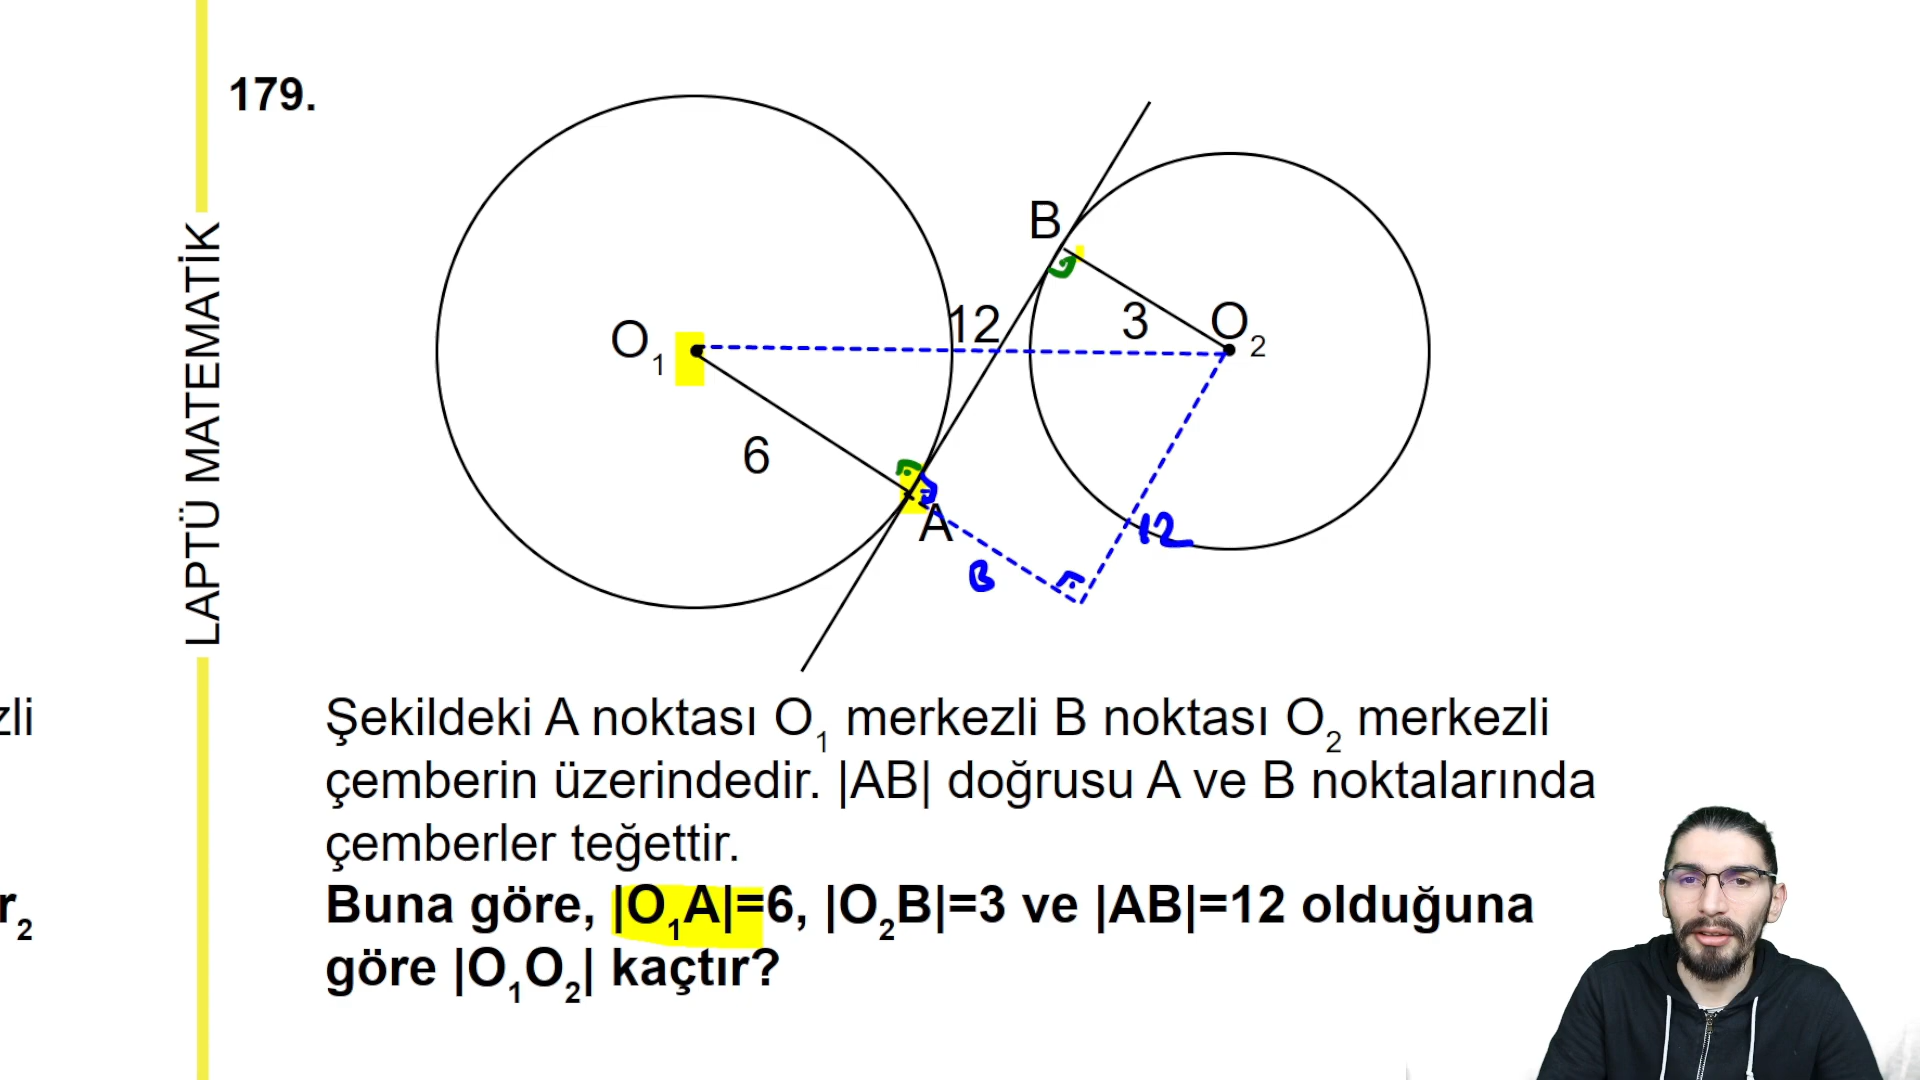 179.
LAPTÜ MATEMATİK
B
12
3
O2
O1
6
A
12
3
zli
Şekildeki A noktası O1 merkezli B noktası O2 merkezli
çemberin üzerindedir. |AB| doğrusu A ve B noktalarında
çemberler teğettir.
r2
Buna göre, |O1A|=6, |O2B|=3 ve |AB|=12 olduğuna
göre |O1O2| kaçtır?